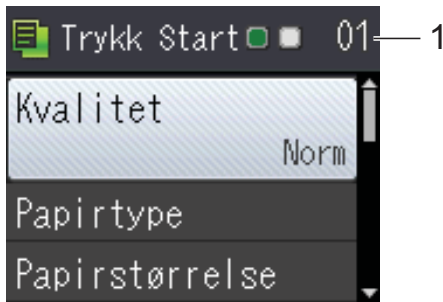 Trykk Start 01 1
Kvalitet
Norm
Papirtype
Papirstørrelse